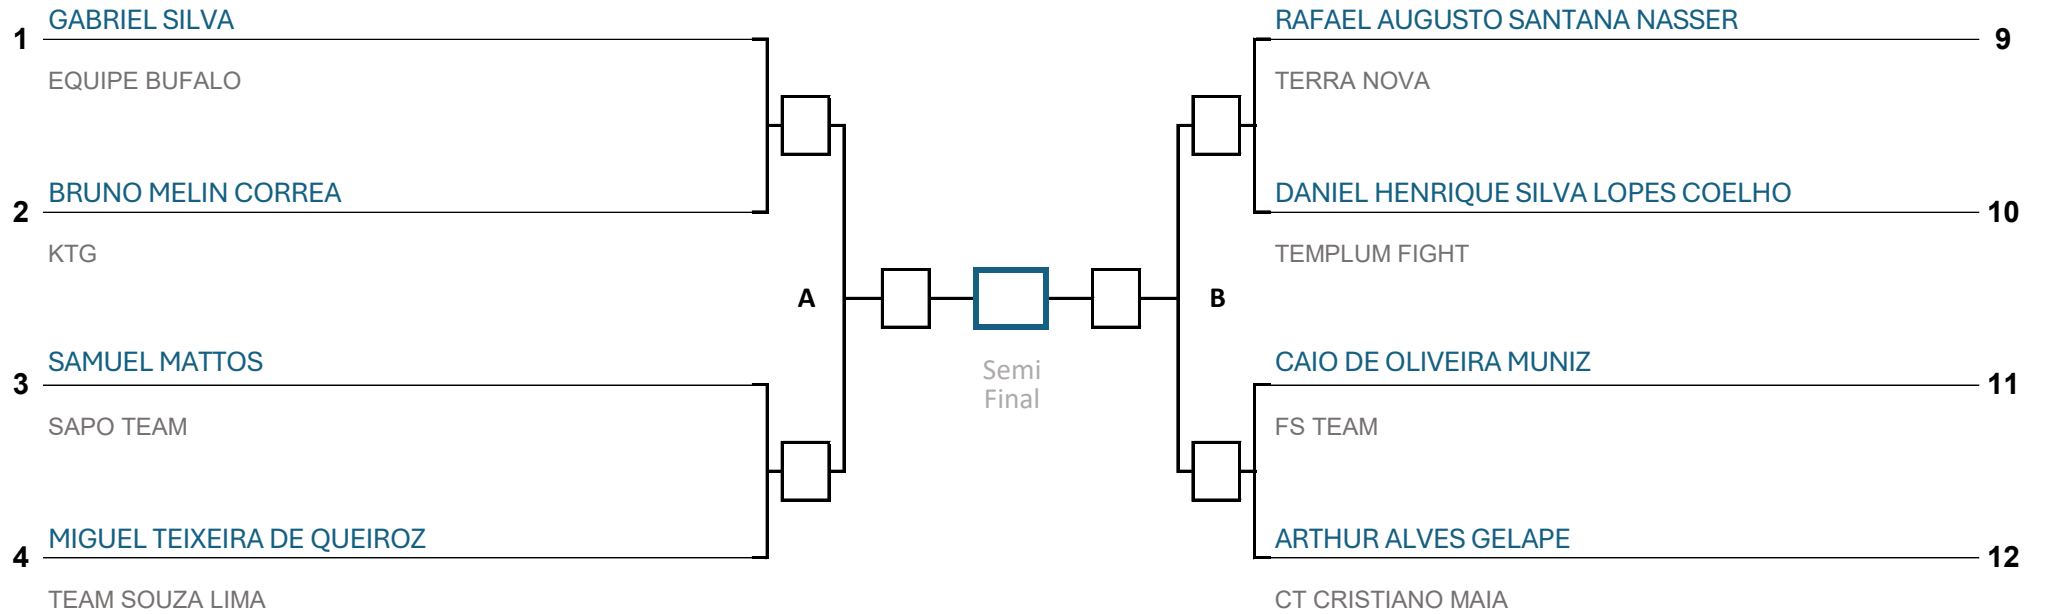 GABRIEL SILVA
1
EQUIPE BUFALO
BRUNO MELIN CORREA
2
KTG
A
SAMUEL MATTOS
3
SAPO TEAM
MIGUEL TEIXEIRA DE QUEIROZ
4
TEAM SOUZA LIMA
Semi
Final
RAFAEL AUGUSTO SANTANA NASSER
9
TERRA NOVA
DANIEL HENRIQUE SILVA LOPES COELHO
10
TEMPLUM FIGHT
B
CAIO DE OLIVEIRA MUNIZ
11
FS TEAM
ARTHUR ALVES GELAPE
12
CT CRISTIANO MAIA